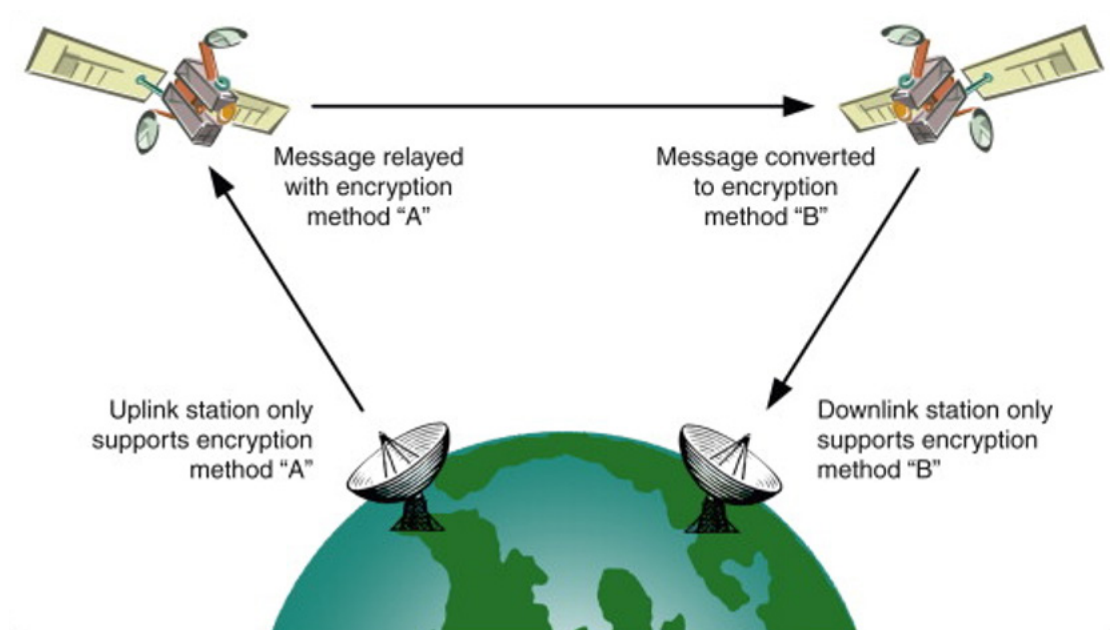 Message relayed
with encryption
method “A”
Message converted
to encryption
method “B”
Uplink station only
supports encryption
method “A”
Downlink station only
supports encryption
method “B”